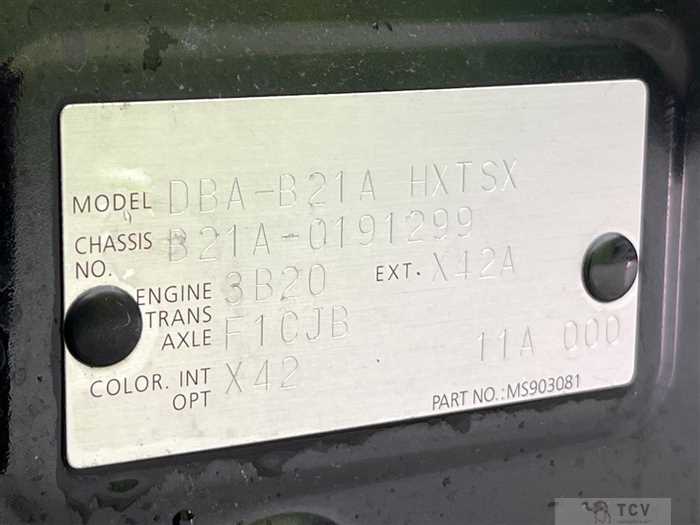 MODEL DBA-B21A HXTSX
CHASSIS NO. B21A-0191299
ENGINE 3B20 EXT. X42A
TRANS AXLE F1CJB
COLOR. INT X42 11A 000
OPT PART NO.:MS903081
TCV